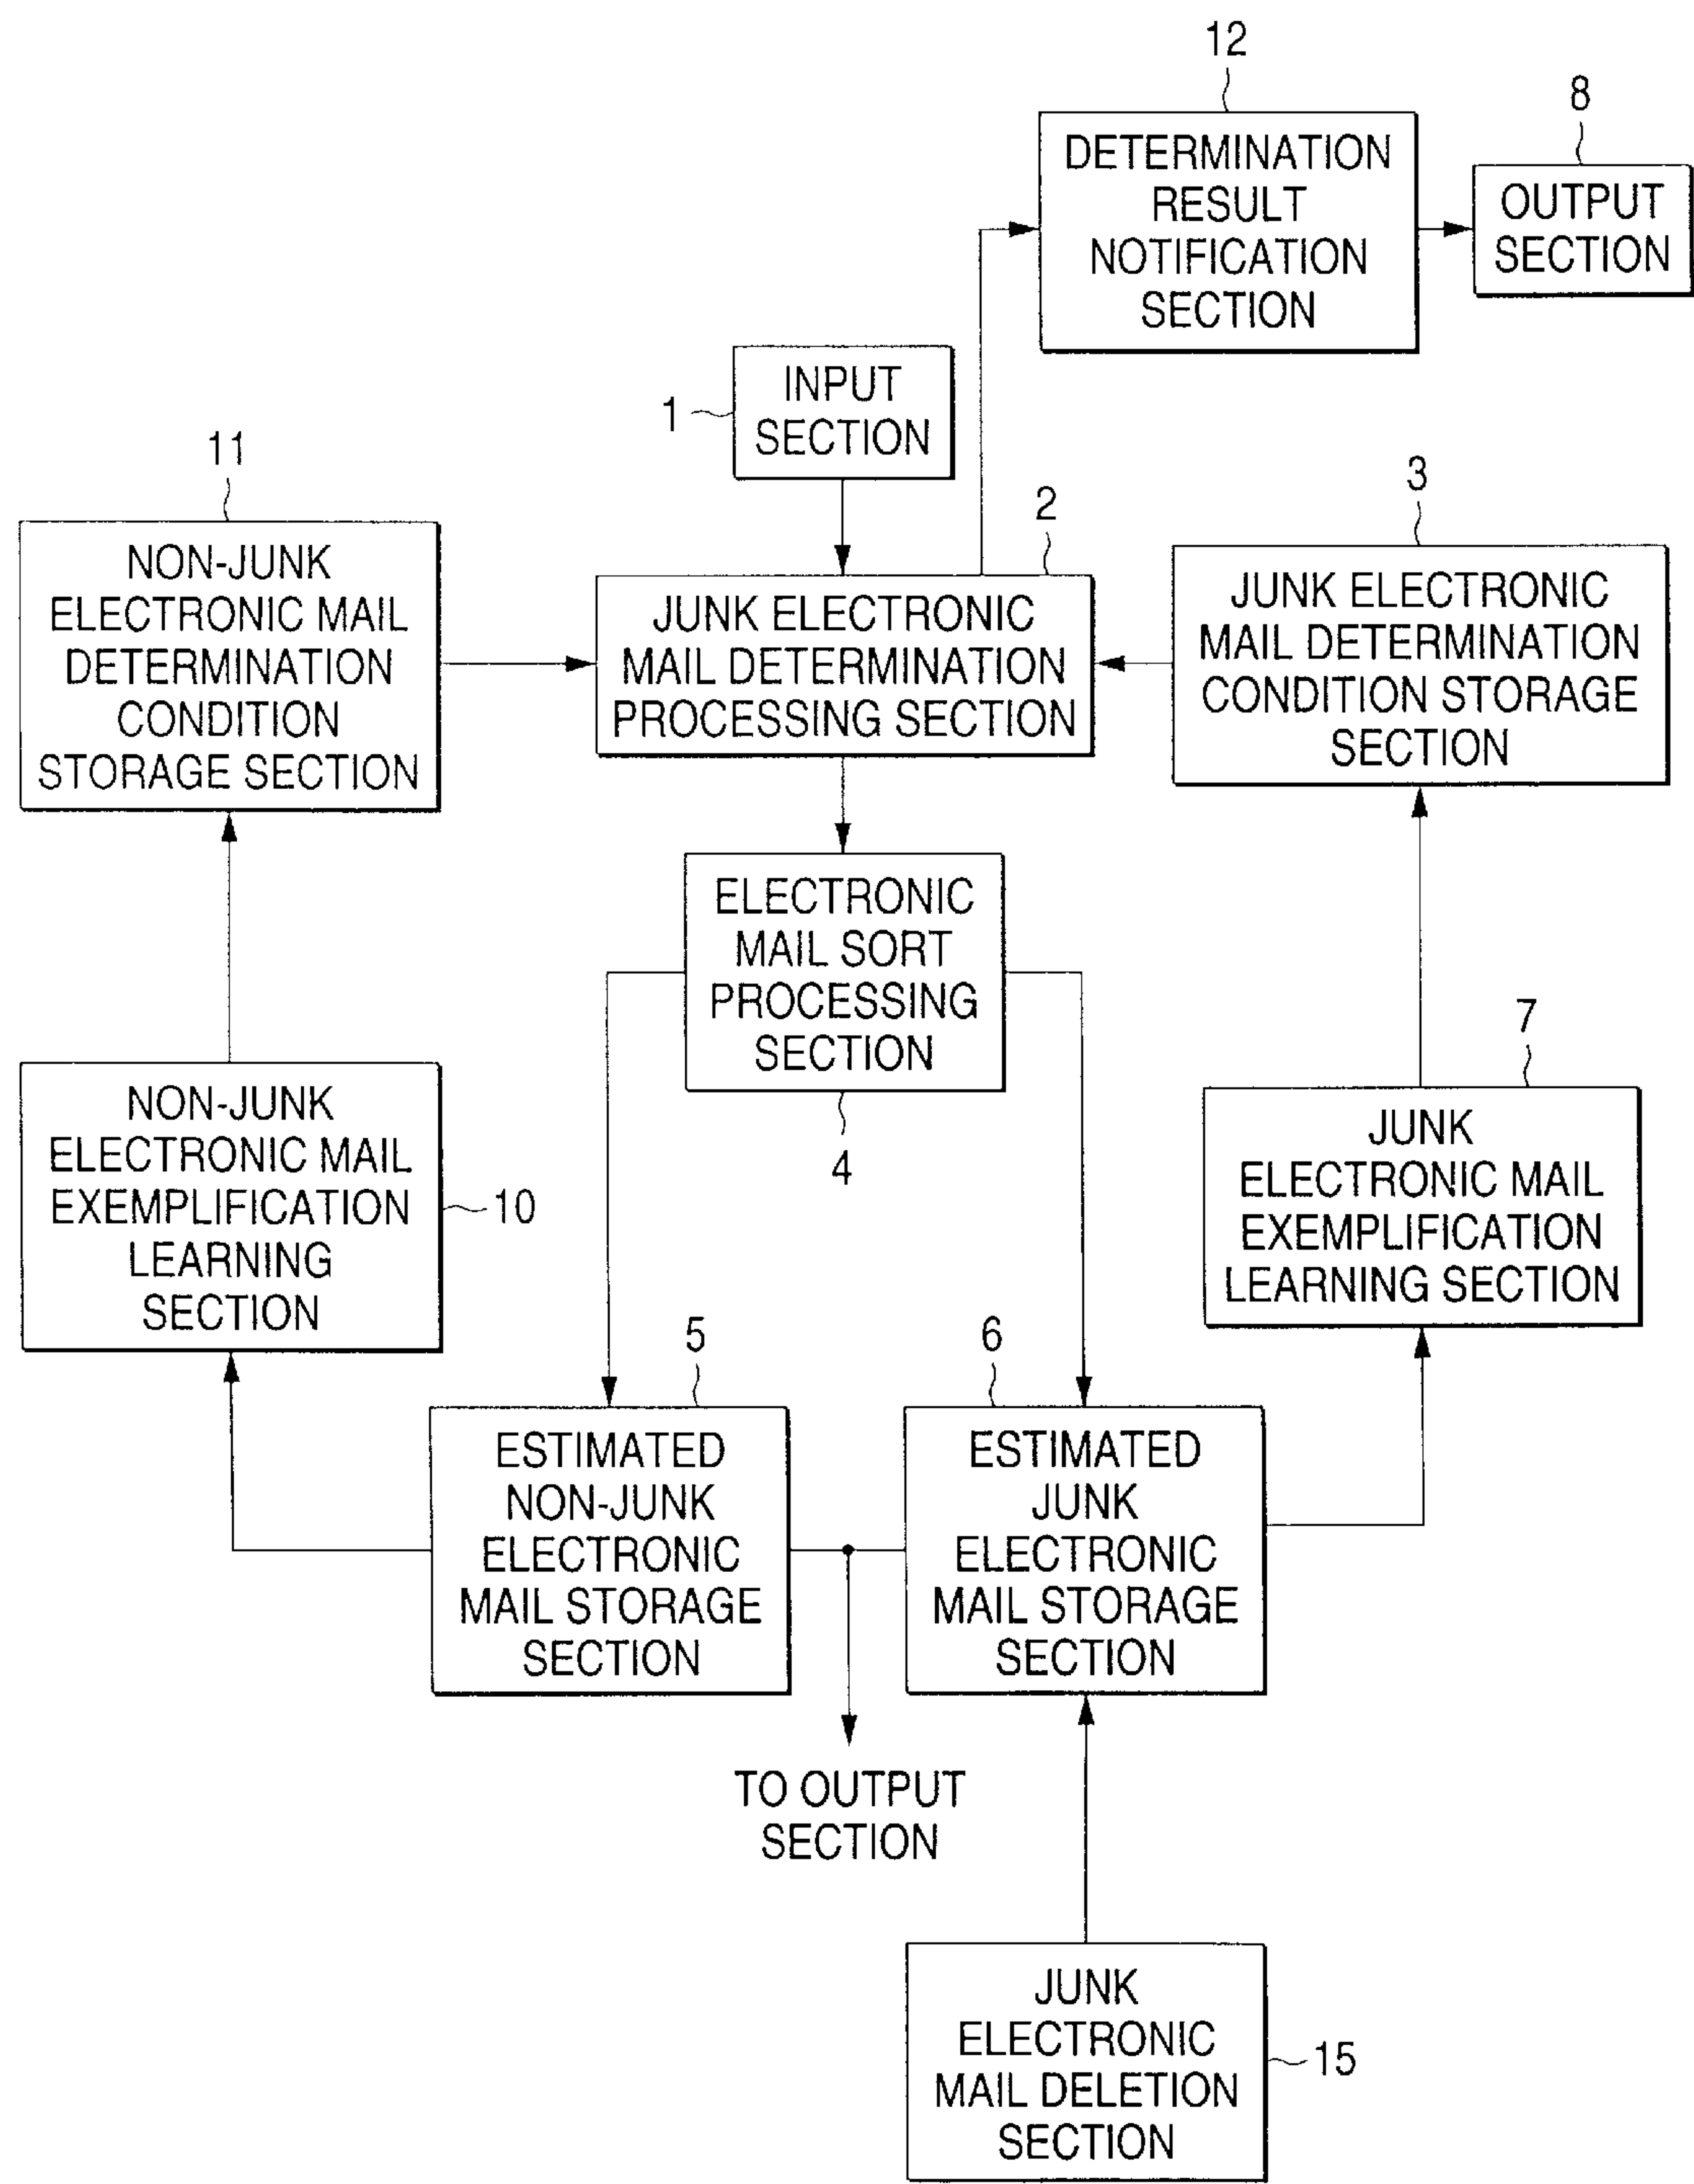 12
DETERMINATION
RESULT
NOTIFICATION
SECTION
8
OUTPUT
SECTION
1
INPUT
SECTION
11
NON-JUNK
ELECTRONIC MAIL
DETERMINATION
CONDITION
STORAGE SECTION
2
JUNK ELECTRONIC
MAIL DETERMINATION
PROCESSING SECTION
3
JUNK ELECTRONIC
MAIL DETERMINATION
CONDITION STORAGE
SECTION
ELECTRONIC
MAIL SORT
PROCESSING
SECTION
4
NON-JUNK
ELECTRONIC MAIL
EXEMPLIFICATION
LEARNING
SECTION
10
7
JUNK
ELECTRONIC MAIL
EXEMPLIFICATION
LEARNING SECTION
5
ESTIMATED
NON-JUNK
ELECTRONIC
MAIL STORAGE
SECTION
6
ESTIMATED
JUNK
ELECTRONIC
MAIL STORAGE
SECTION
TO OUTPUT
SECTION
JUNK
ELECTRONIC
MAIL DELETION
SECTION
15